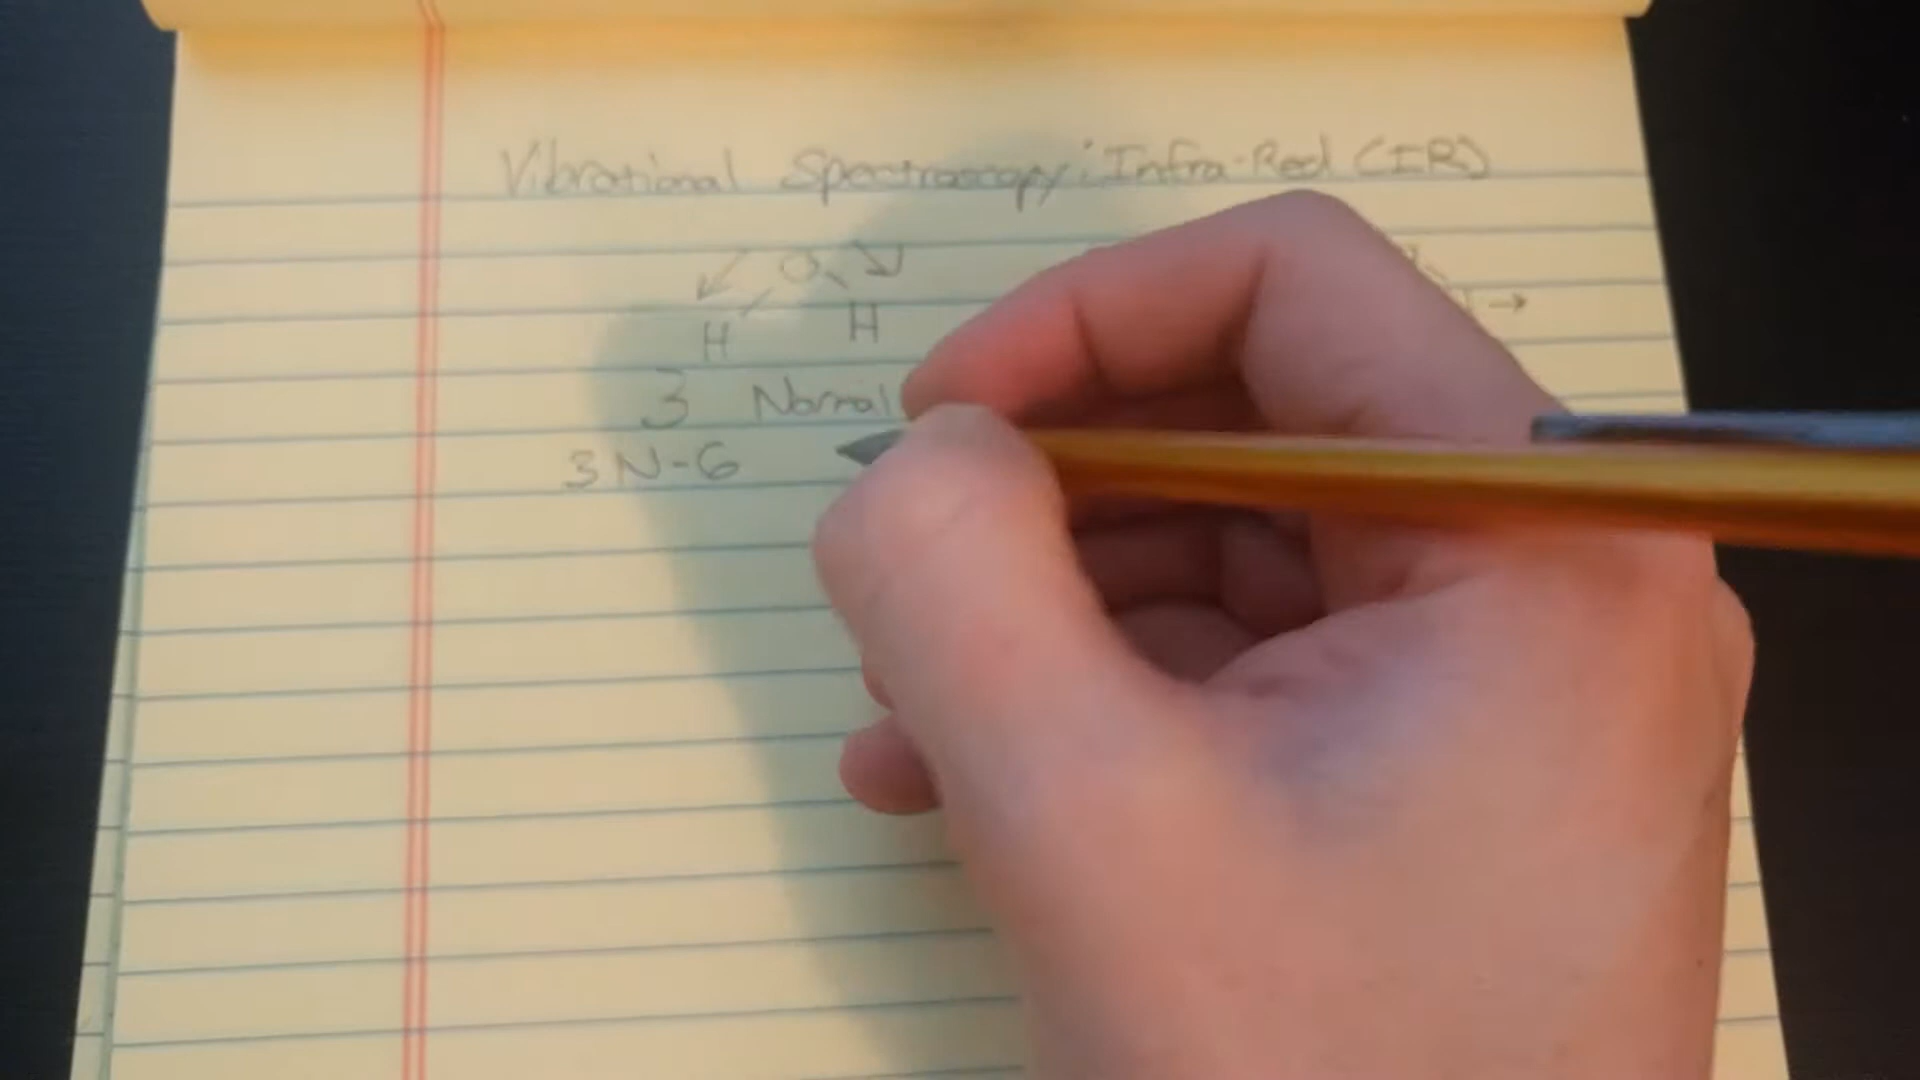 Vibrational Spectroscopy: Infra-Red (IR)
O
H H
3 Normal
3N-6